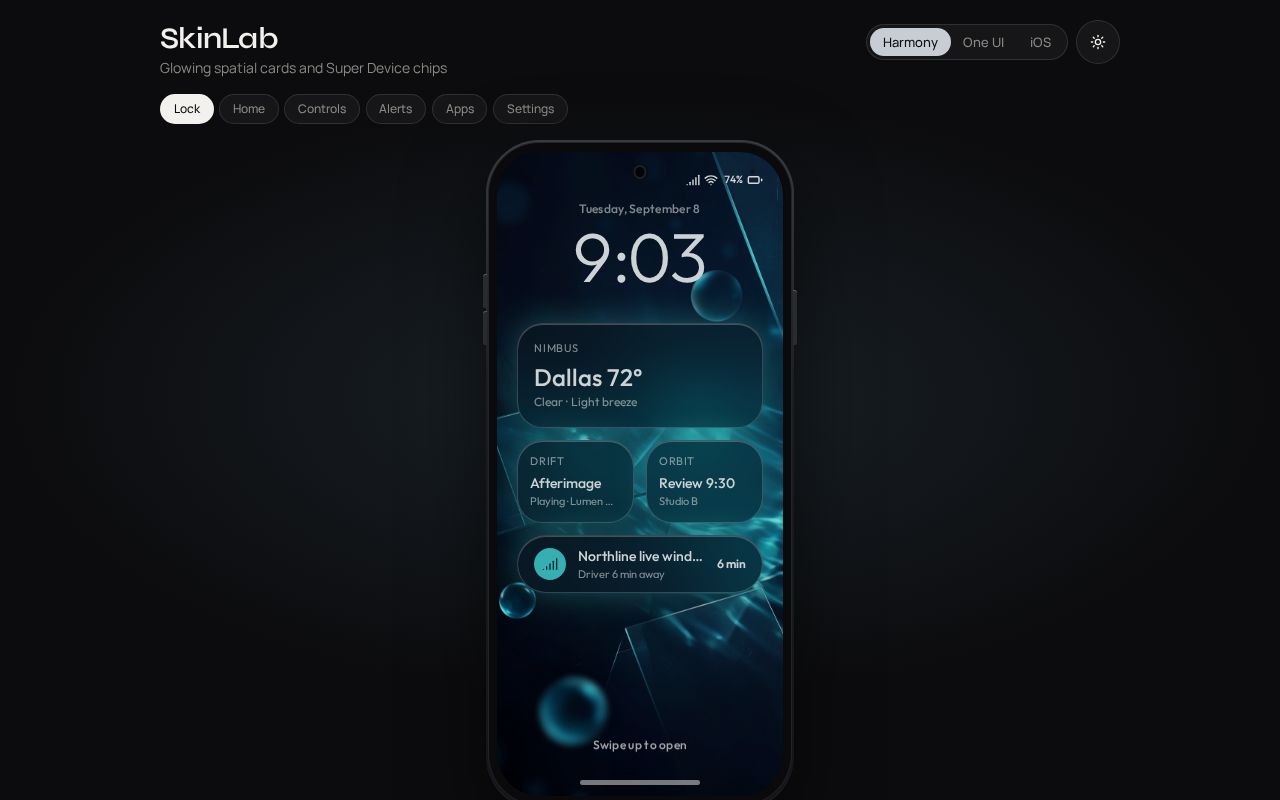 SkinLab
Glowing spatial cards and Super Device chips
Harmony One UI iOS
Lock Home Controls Alerts Apps Settings
74%
Tuesday, September 8
9:03
NIMBUS
Dallas 72°
Clear · Light breeze
DRIFT
Afterimage
Playing · Lumen ...
ORBIT
Review 9:30
Studio B
Northline live wind...
Driver 6 min away
6 min
Swipe up to open